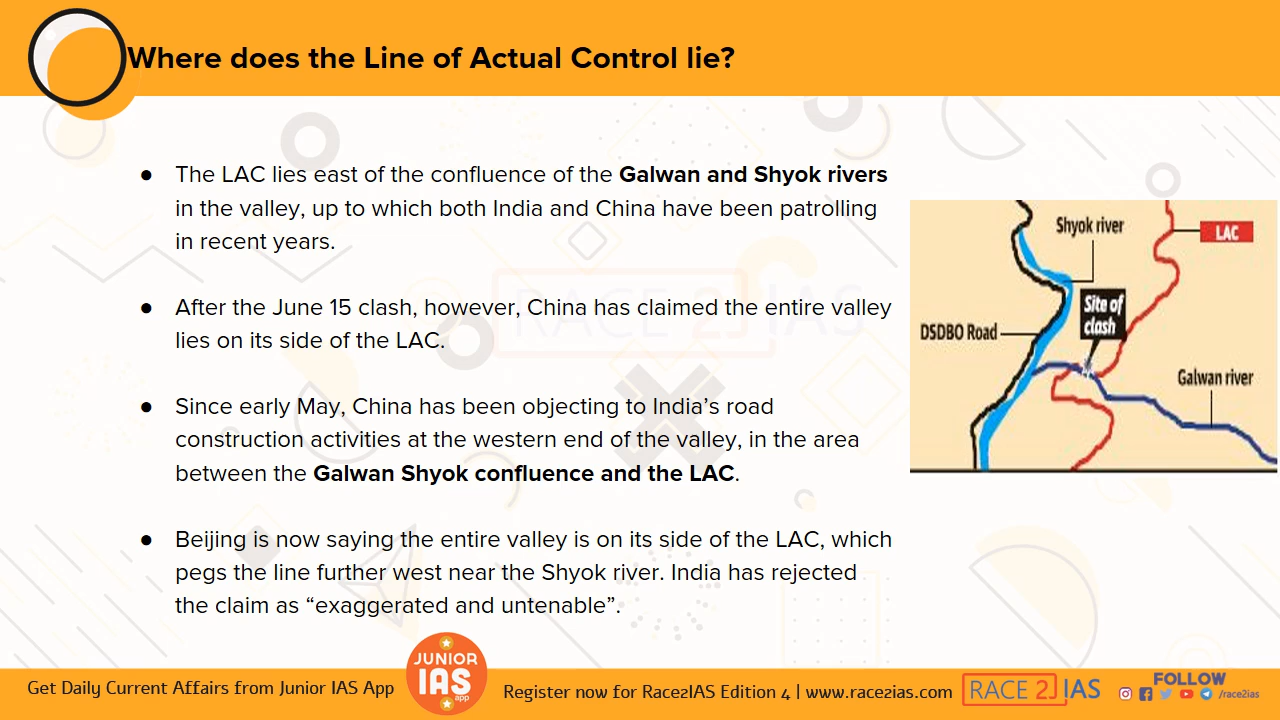 Where does the Line of Actual Control lie?
● The LAC lies east of the confluence of the Galwan and Shyok rivers
in the valley, up to which both India and China have been patrolling
in recent years.
● After the June 15 clash, however, China has claimed the entire valley
lies on its side of the LAC.
● Since early May, China has been objecting to India’s road
construction activities at the western end of the valley, in the area
between the Galwan Shyok confluence and the LAC.
● Beijing is now saying the entire valley is on its side of the LAC, which
pegs the line further west near the Shyok river. India has rejected
the claim as “exaggerated and untenable”.
RACE 2 IAS
Shyok river
LAC
Site of
clash
DSDBO Road
Galwan river
Get Daily Current Affairs from Junior IAS App
JUNIOR
IAS
app
Register now for Race2IAS Edition 4 | www.race2ias.com
RACE 2 IAS
FOLLOW
/race2ias